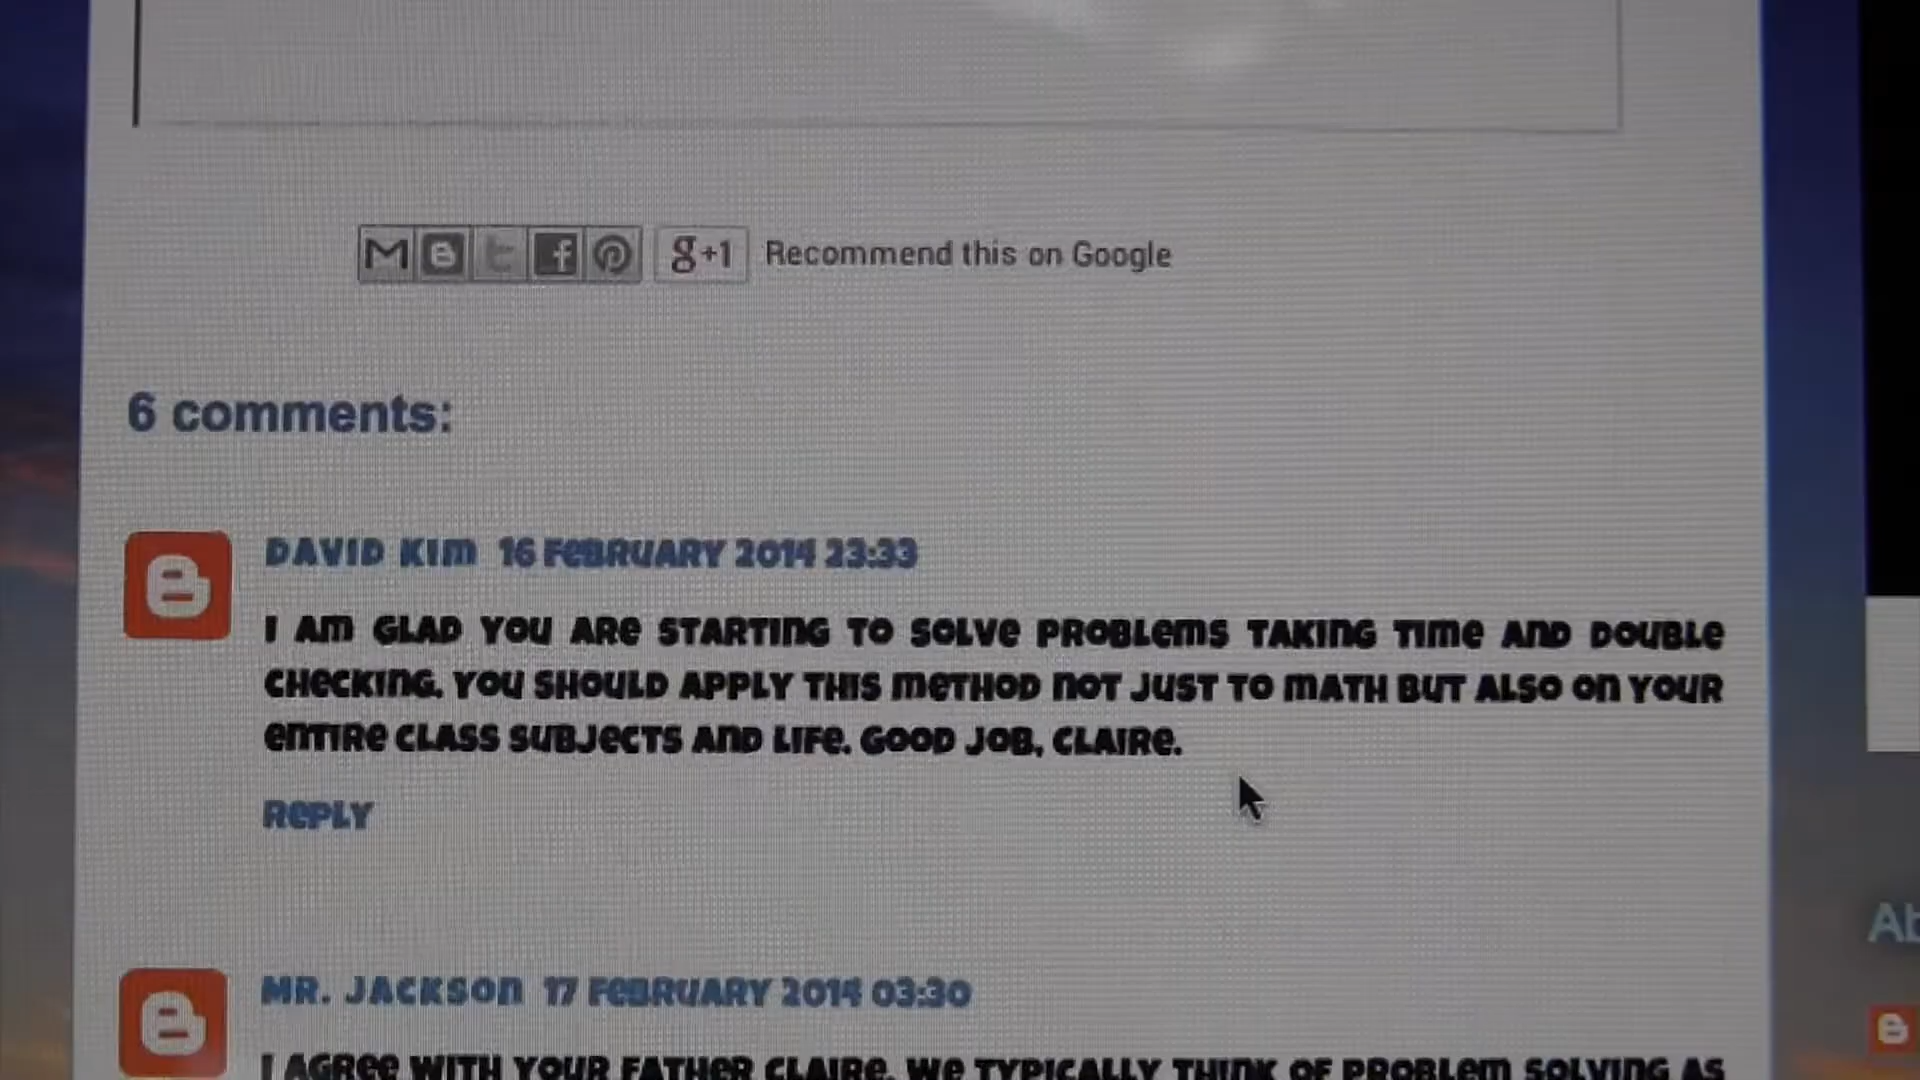 g+1 Recommend this on Google
6 comments:
DAVID KIM 16 FEBRUARY 2014 23:33
I AM GLAD YOU ARE STARTING TO SOLVE PROBLEMS TAKING TIME AND DOUBLE
CHECKING. YOU SHOULD APPLY THIS METHOD NOT JUST TO MATH BUT ALSO ON YOUR
ENTIRE CLASS SUBJECTS AND LIFE. GOOD JOB, CLAIRE.
REPLY
MR. JACKSON 17 FEBRUARY 2014 03:30
I AGREE WITH YOUR FATHER CLAIRE. WE TYPICALLY THINK OF PROBLEM SOLVING AS